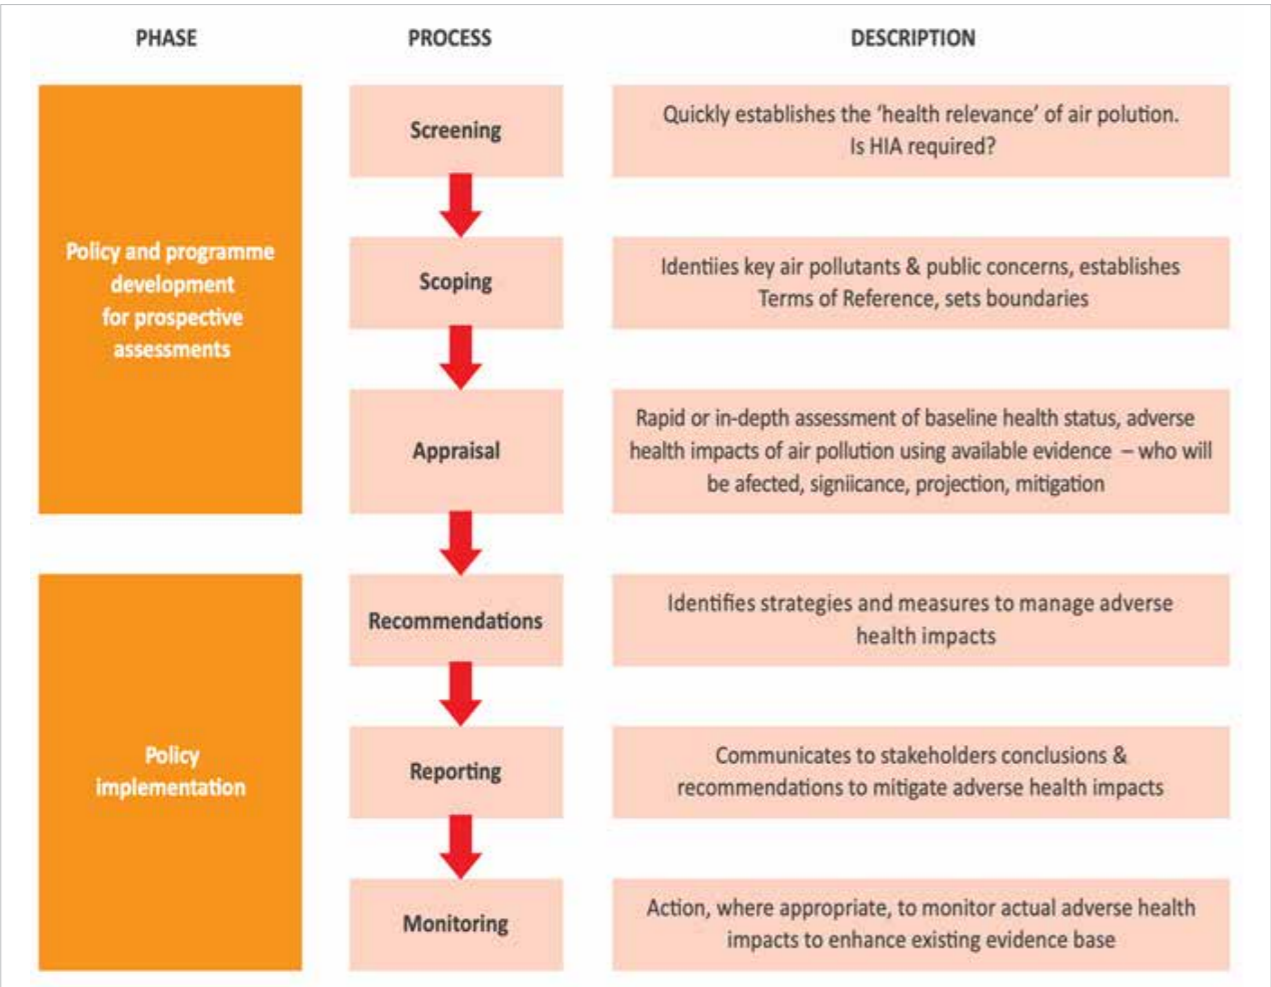 PHASE
PROCESS
DESCRIPTION
Policy and programme
development
for prospective
assessments
Screening
Quickly establishes the ‘health relevance’ of air polution.
Is HIA required?
Scoping
Identiies key air pollutants & public concerns, establishes
Terms of Reference, sets boundaries
Appraisal
Rapid or in-depth assessment of baseline health status, adverse
health impacts of air pollution using available evidence – who will
be afected, signiicance, projection, mitigation
Policy
implementation
Recommendations
Identifies strategies and measures to manage adverse
health impacts
Reporting
Communicates to stakeholders conclusions &
recommendations to mitigate adverse health impacts
Monitoring
Action, where appropriate, to monitor actual adverse health
impacts to enhance existing evidence base